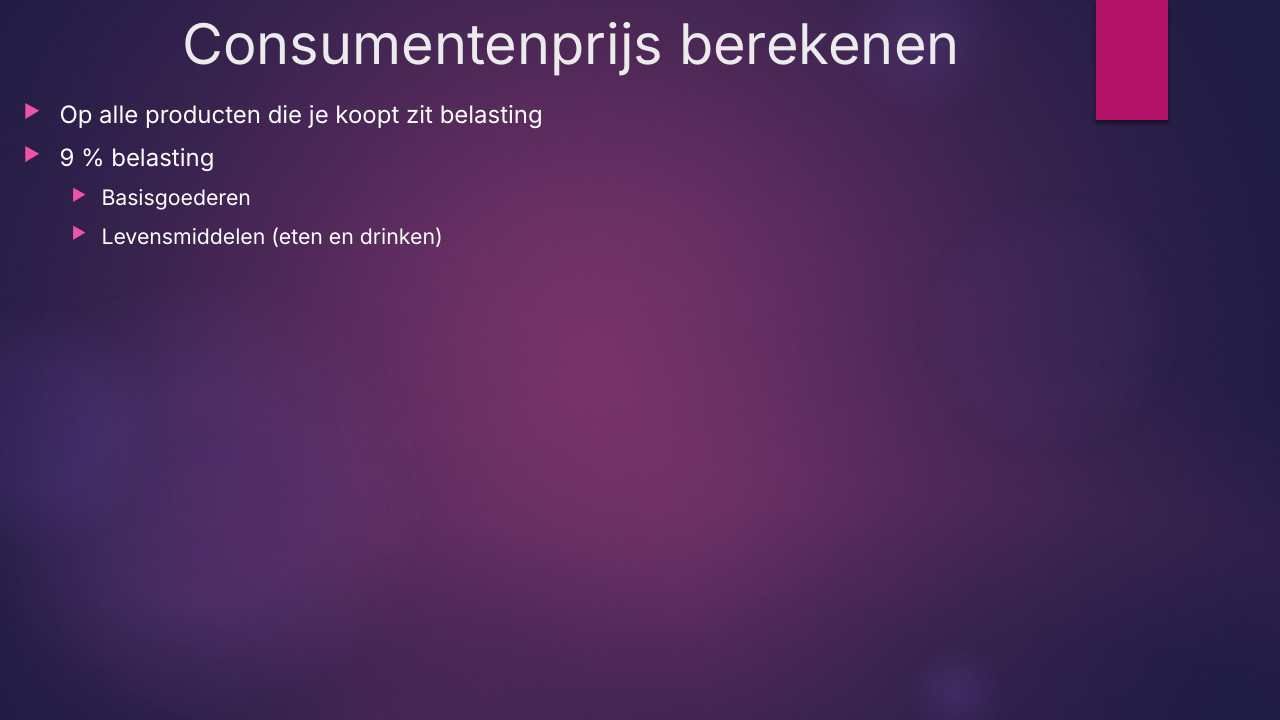 Consumentenprijs berekenen
Op alle producten die je koopt zit belasting
9 % belasting
Basisgoederen
Levensmiddelen (eten en drinken)